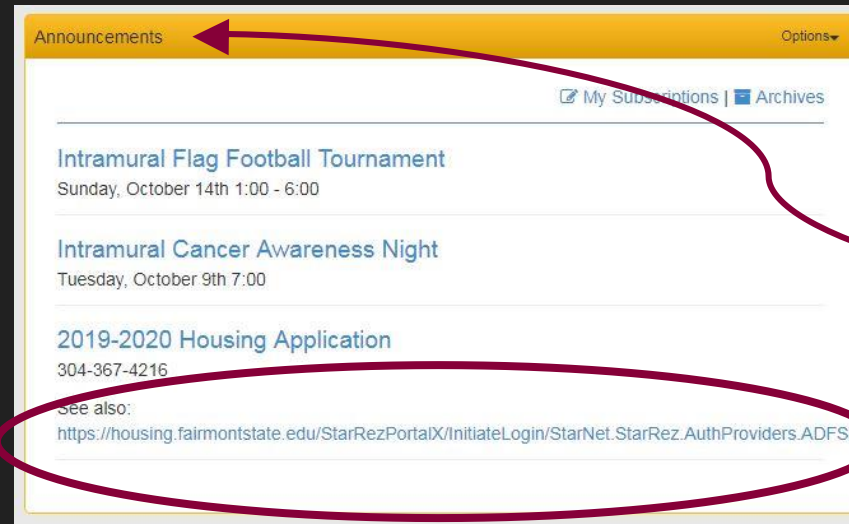 Announcements
Options
My Subscriptions | Archives
Intramural Flag Football Tournament
Sunday, October 14th 1:00 - 6:00
Intramural Cancer Awareness Night
Tuesday, October 9th 7:00
2019-2020 Housing Application
304-367-4216
See also:
https://housing.fairmontstate.edu/StarRezPortalX/InitiateLogin/StarNet.StarRez.AuthProviders.ADFS